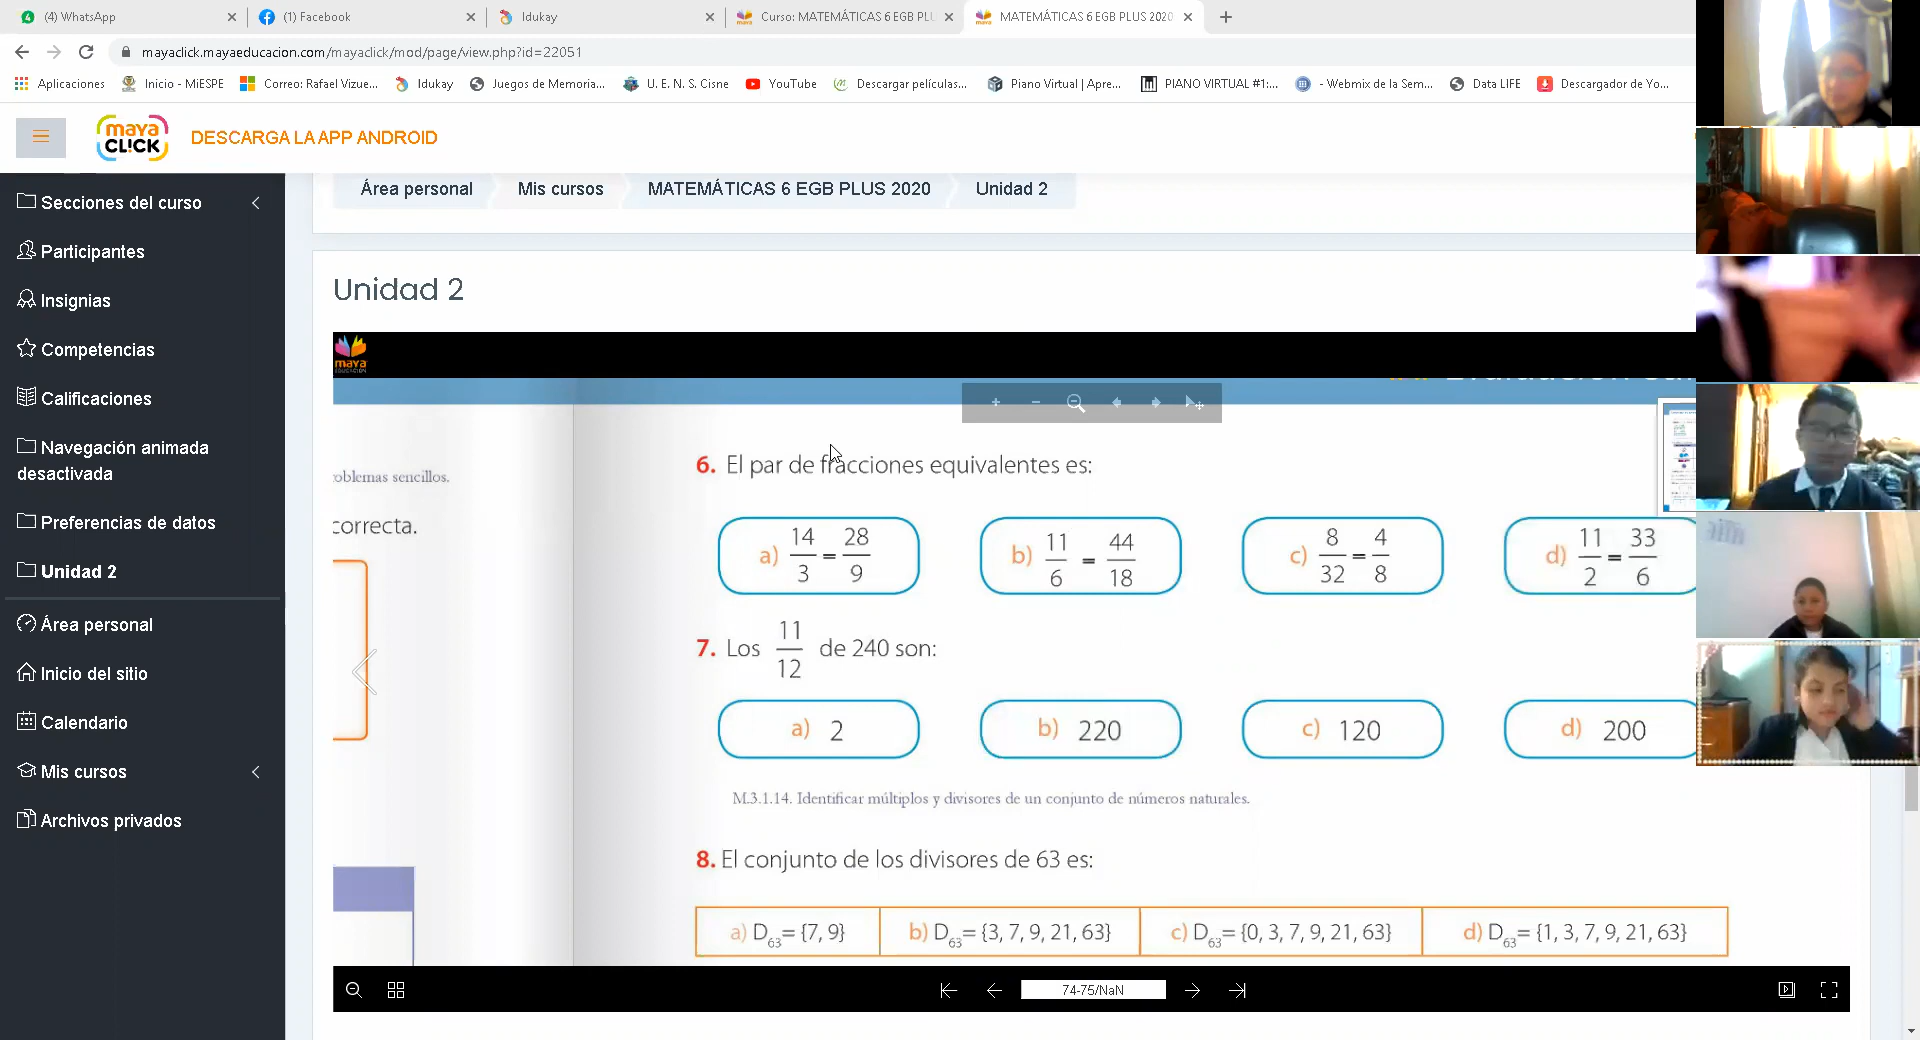 (4) WhatsApp
(1) Facebook
Idukay
Curso: MATEMÁTICAS 6 EGB PLU
MATEMÁTICAS 6 EGB PLUS 2020
mayaclick.mayaeducacion.com/mayaclick/mod/page/view.php?id=22051
Aplicaciones
Inicio - MiESPE
Correo: Rafael Vizue...
Idukay
Juegos de Memoria...
U. E. N. S. Cisne
YouTube
Descargar películas...
Piano Virtual | Apre...
PIANO VIRTUAL #1:...
- Webmix de la Sem...
Data LIFE
Descargador de Yo...
maya CLICK
DESCARGA LA APP ANDROID
Área personal
Mis cursos
MATEMÁTICAS 6 EGB PLUS 2020
Unidad 2
Secciones del curso
Participantes
Insignias
Competencias
Calificaciones
Navegación animada
desactivada
Preferencias de datos
Unidad 2
Área personal
Inicio del sitio
Calendario
Mis cursos
Archivos privados
Unidad 2
maya
EDUCACIÓN
roblemas sencillos.
correcta.
6. El par de fracciones equivalentes es:
a) 14/3 = 28/9
b) 11/6 = 44/18
c) 8/32 = 4/8
d) 11/2 = 33/6
7. Los 11/12 de 240 son:
a) 2
b) 220
c) 120
d) 200
M.3.1.14. Identificar múltiplos y divisores de un conjunto de números naturales.
8. El conjunto de los divisores de 63 es:
a) D63= {7, 9}
b) D63= {3, 7, 9, 21, 63}
c) D63= {0, 3, 7, 9, 21, 63}
d) D63= {1, 3, 7, 9, 21, 63}
74-75/NaN